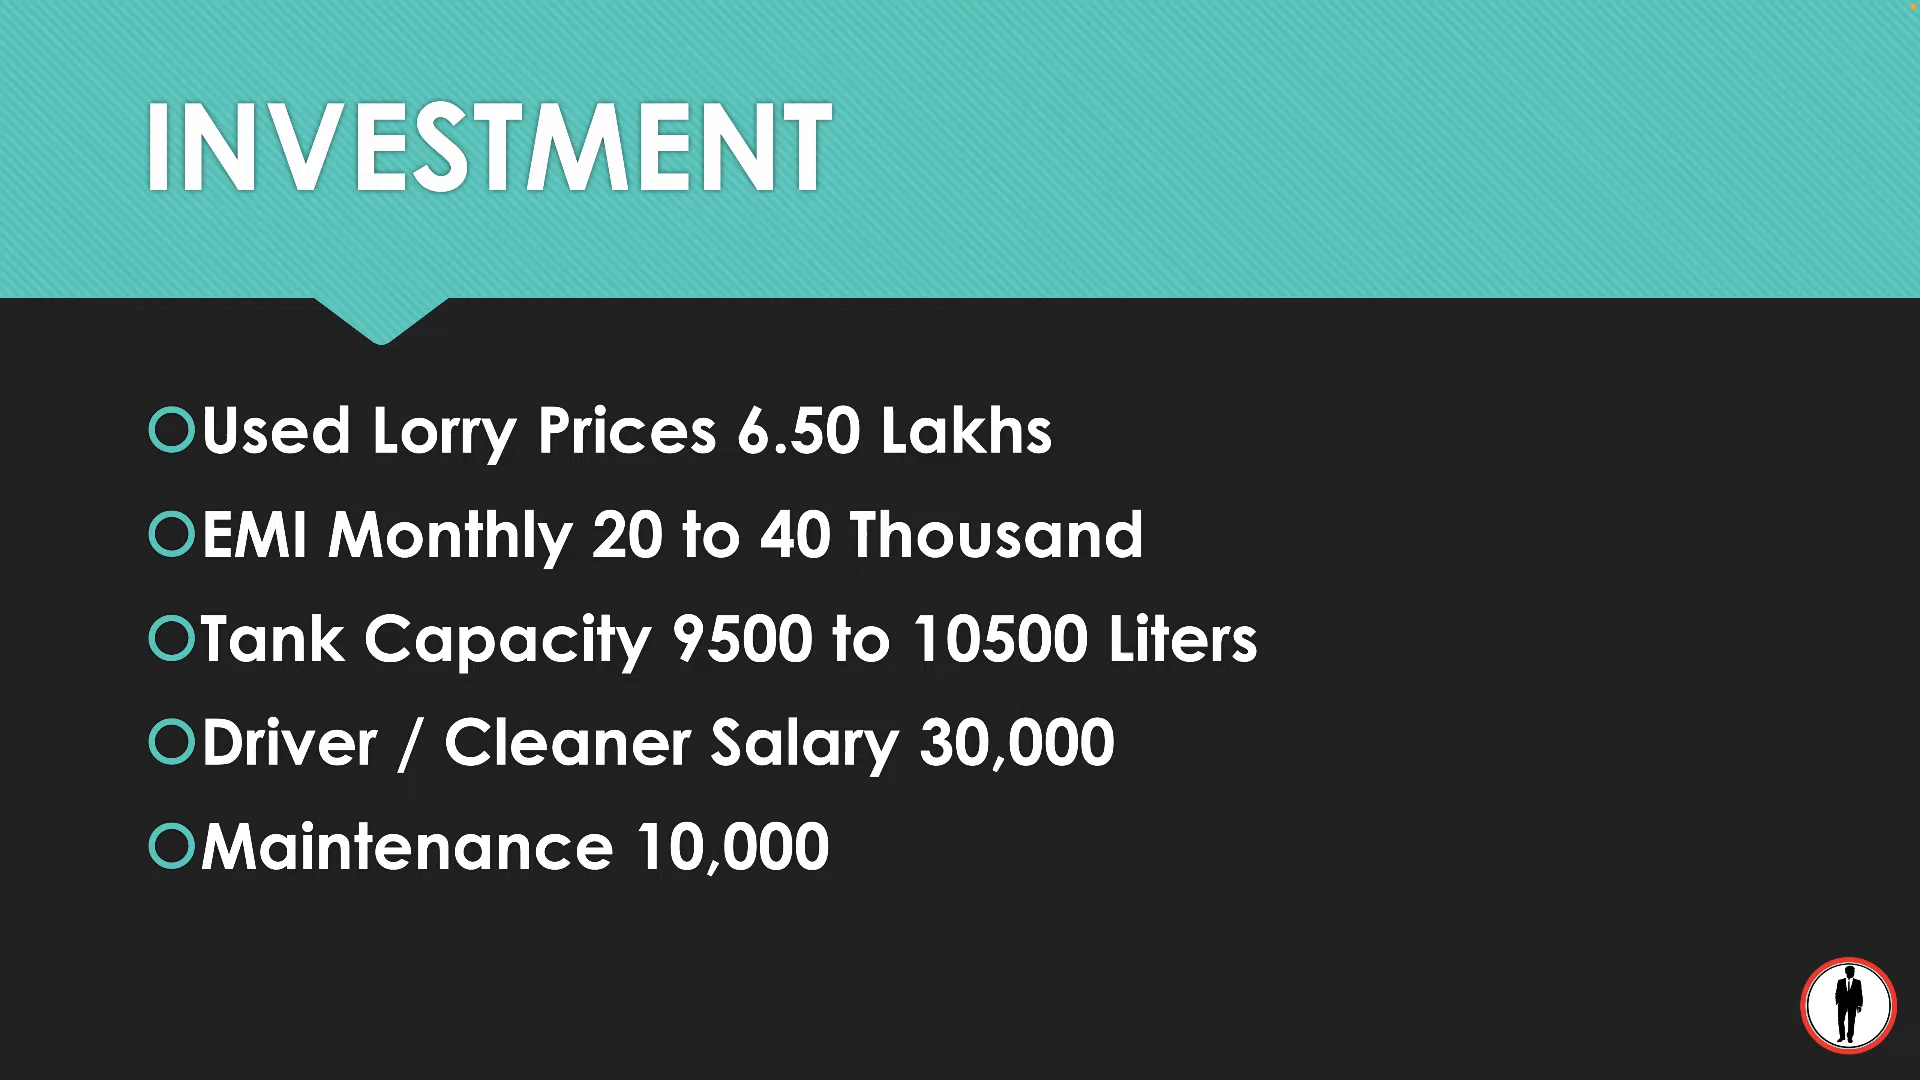 INVESTMENT
Used Lorry Prices 6.50 Lakhs
EMI Monthly 20 to 40 Thousand
Tank Capacity 9500 to 10500 Liters
Driver / Cleaner Salary 30,000
Maintenance 10,000